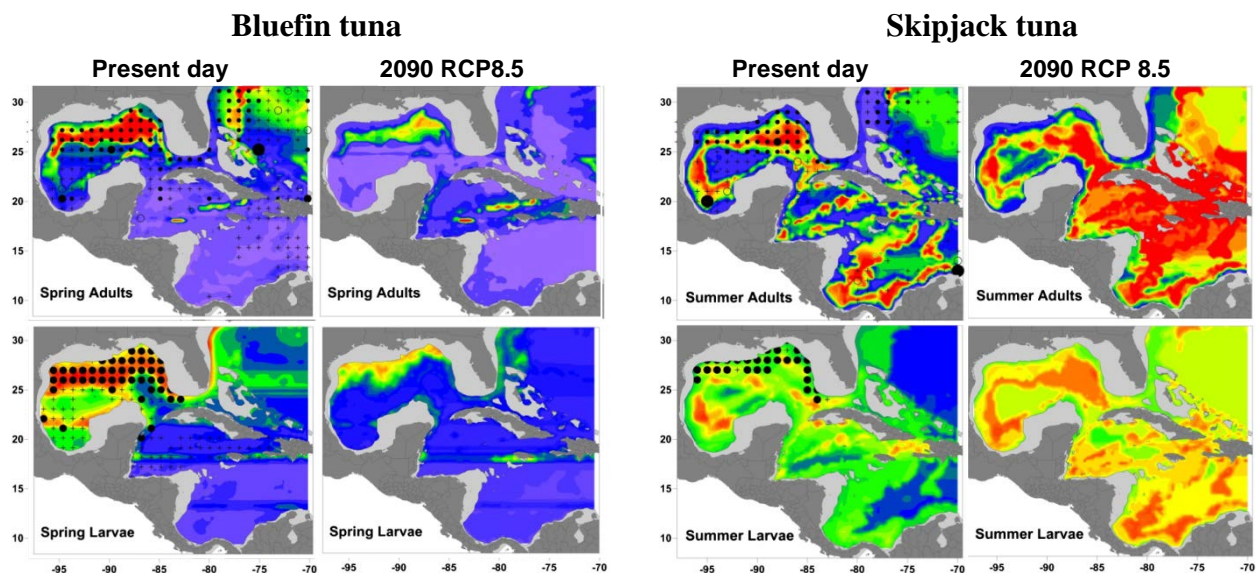 Bluefin tuna
Skipjack tuna
Present day
2090 RCP8.5
Present day
2090 RCP 8.5
30
25
20
15
10
Spring Adults
Spring Adults
30
25
20
15
10
Summer Adults
Summer Adults
30
25
20
15
10
Spring Larvae
Spring Larvae
30
25
20
15
10
Summer Larvae
Summer Larvae
-95 -90 -85 -80 -75 -70
-95 -90 -85 -80 -75 -70
-95 -90 -85 -80 -75 -70
-95 -90 -85 -80 -75 -70